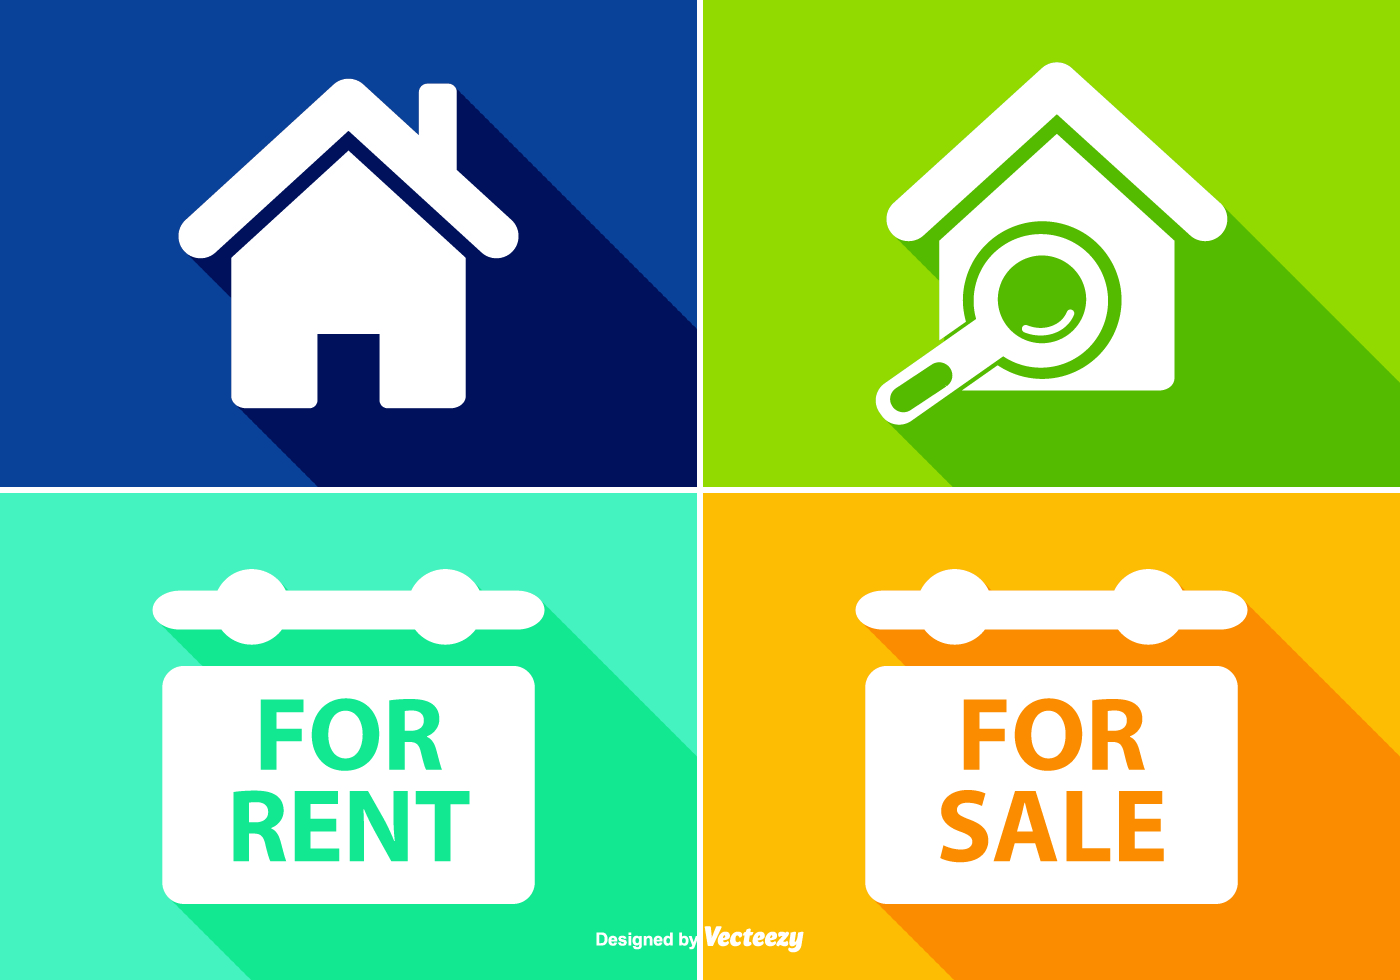 FOR
RENT
FOR
SALE
Designed by Vecteezy